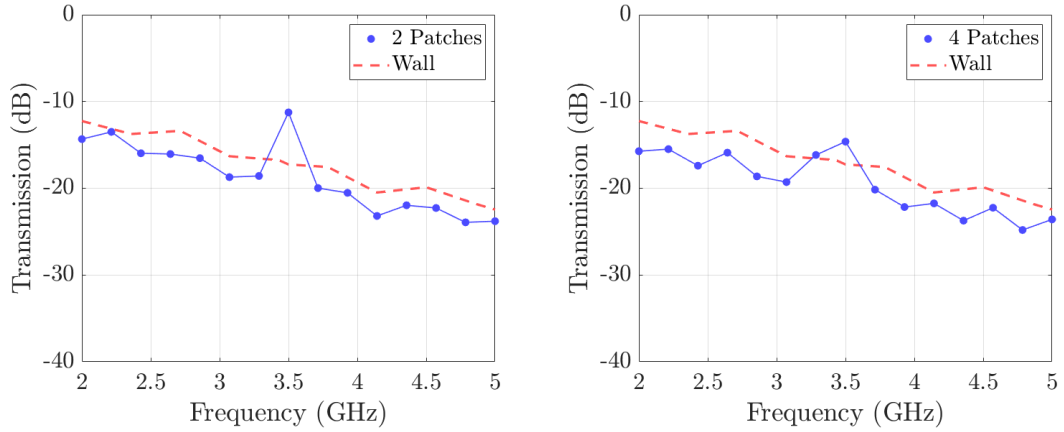 0
-10
-20
-30
-40
Transmission (dB)
2 Patches
Wall
2 2.5 3 3.5 4 4.5 5
Frequency (GHz)
0
-10
-20
-30
-40
Transmission (dB)
4 Patches
Wall
2 2.5 3 3.5 4 4.5 5
Frequency (GHz)